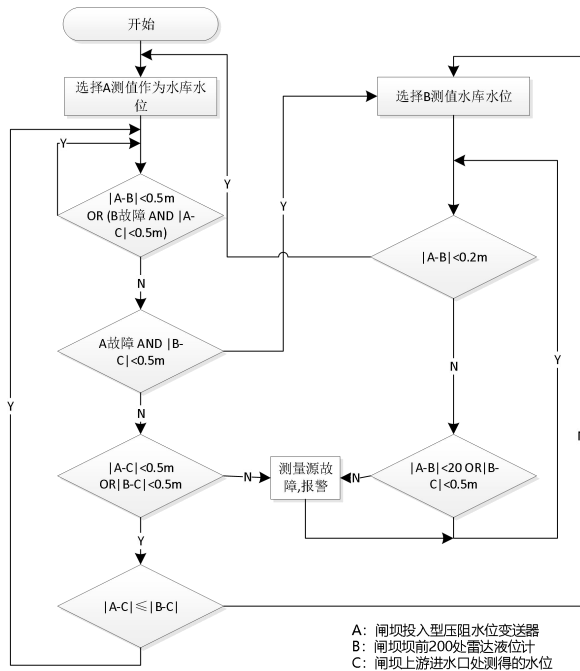 开始
选择A测值作为水库水
位
选择B测值水库水位
Y
|A-B|<0.5m
OR (B故障 AND |A-
C|<0.5m)
Y
Y
|A-B|<0.2m
N
A故障 AND |B-
C|<0.5m
N
Y
Y
N
|A-C|<0.5m
OR|B-C|<0.5m
N
测量源故
障,报警
N
|A-B|<20 OR|B-
C|<0.5m
Y
|A-C|≤|B-C|
A：闸坝投入型压阻水位变送器
B：闸坝坝前200处雷达液位计
C：闸坝上游进水口处测得的水位